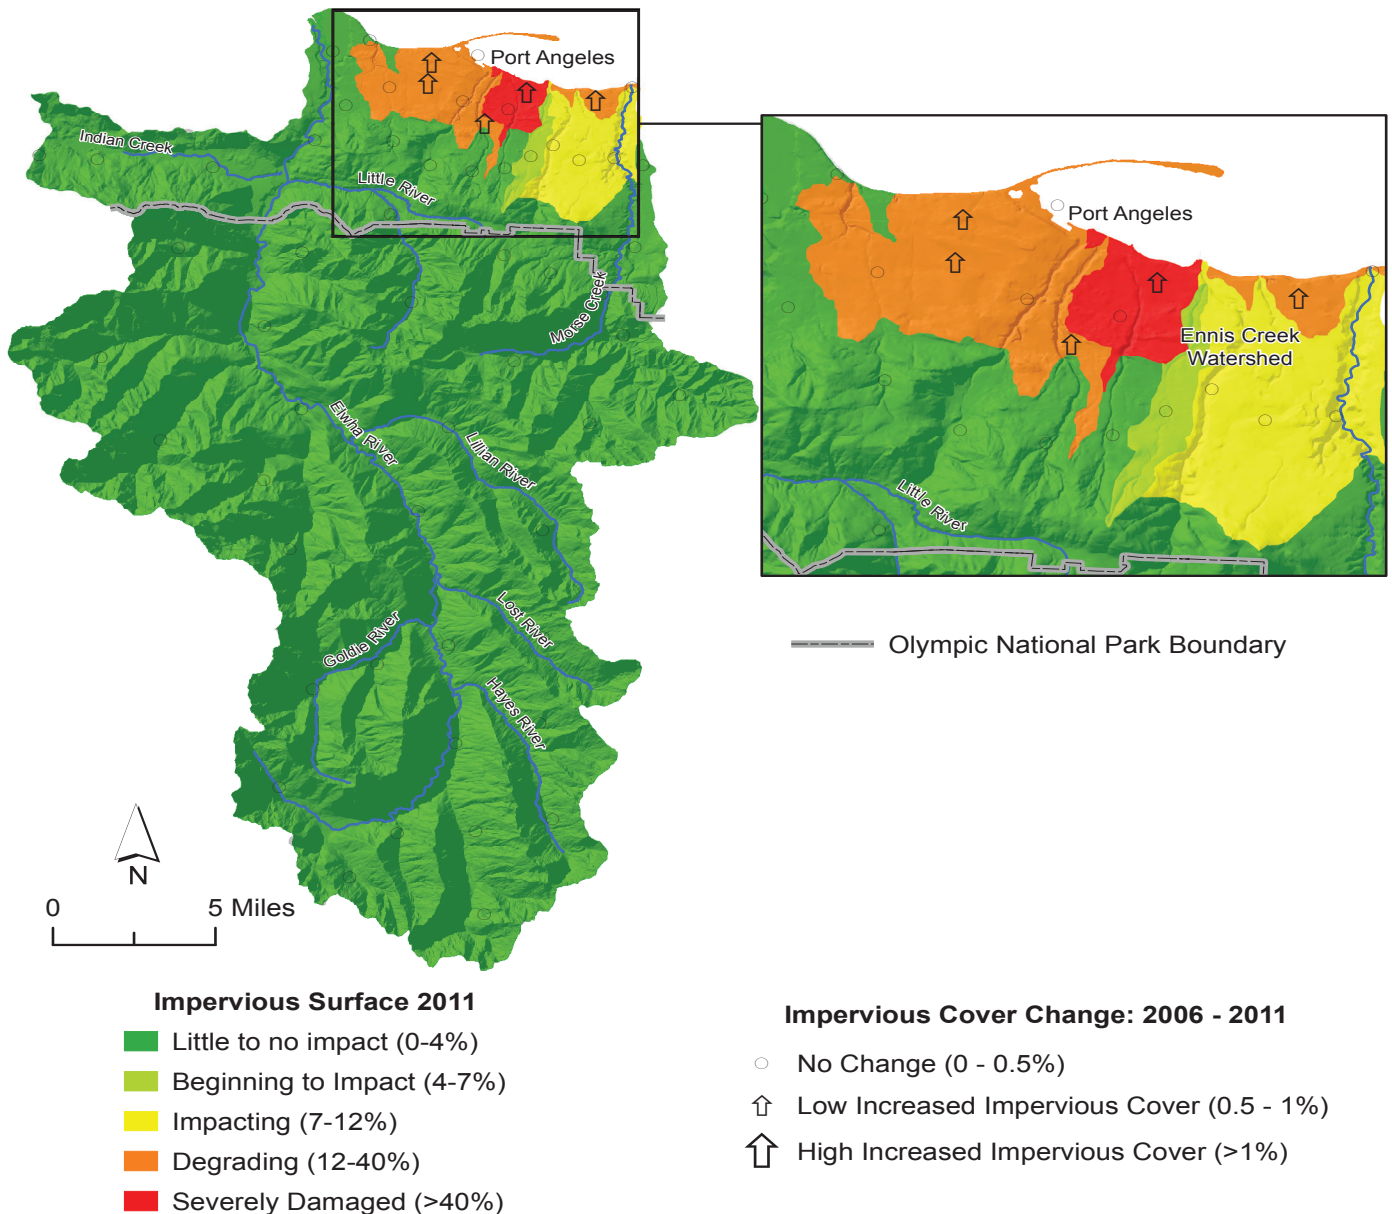 Port Angeles
Indian Creek
Little River
Port Angeles
Ennis Creek
Watershed
Morse Creek
Elwha River
Lillian River
Little River
Lost River
Goldie River
Hayes River
Olympic National Park Boundary
N
0 5 Miles
Impervious Surface 2011
Little to no impact (0-4%)
Beginning to Impact (4-7%)
Impacting (7-12%)
Degrading (12-40%)
Severely Damaged (>40%)
Impervious Cover Change: 2006 - 2011
No Change (0 - 0.5%)
Low Increased Impervious Cover (0.5 - 1%)
High Increased Impervious Cover (>1%)